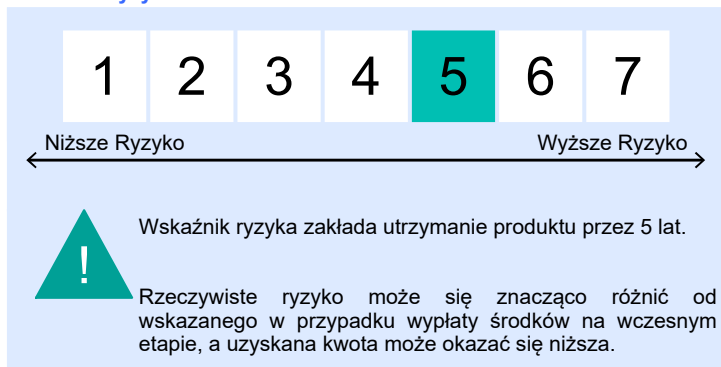 1 2 3 4 5 6 7
Niższe Ryzyko Wyższe Ryzyko
Wskaźnik ryzyka zakłada utrzymanie produktu przez 5 lat.
!
Rzeczywiste ryzyko może się znacząco różnić od
wskazanego w przypadku wypłaty środków na wczesnym
etapie, a uzyskana kwota może okazać się niższa.